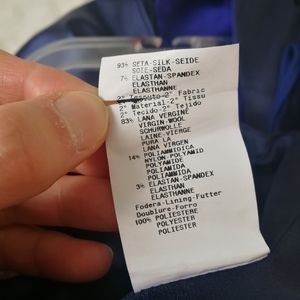 93% SETA-SILK-SEIDE
SOIE-SEDA
7% ELASTAN-SPANDEX
ELASTHAN
ELASTHANNE
2° Tessuto-2° Fabric
2° Material-2° Tissu
2°Tecido-2° Tejido
83% LANA VERGINE
VIRGIN WOOL
SCHURWOLLE
LAINE-VIERGE
PURA LÃ
LANA VIRGEN
14% POLIAMMIDICA
NYLON POLYAMID
POLYAMIDE
POLIAMIDA
POLIAMMIDA
3% ELASTAN-SPANDEX
ELASTHAN
ELASTHANNE
Fodera-Lining-Futter
Doublure-Forro
100% POLIESTERE
POLYESTER
POLIESTER